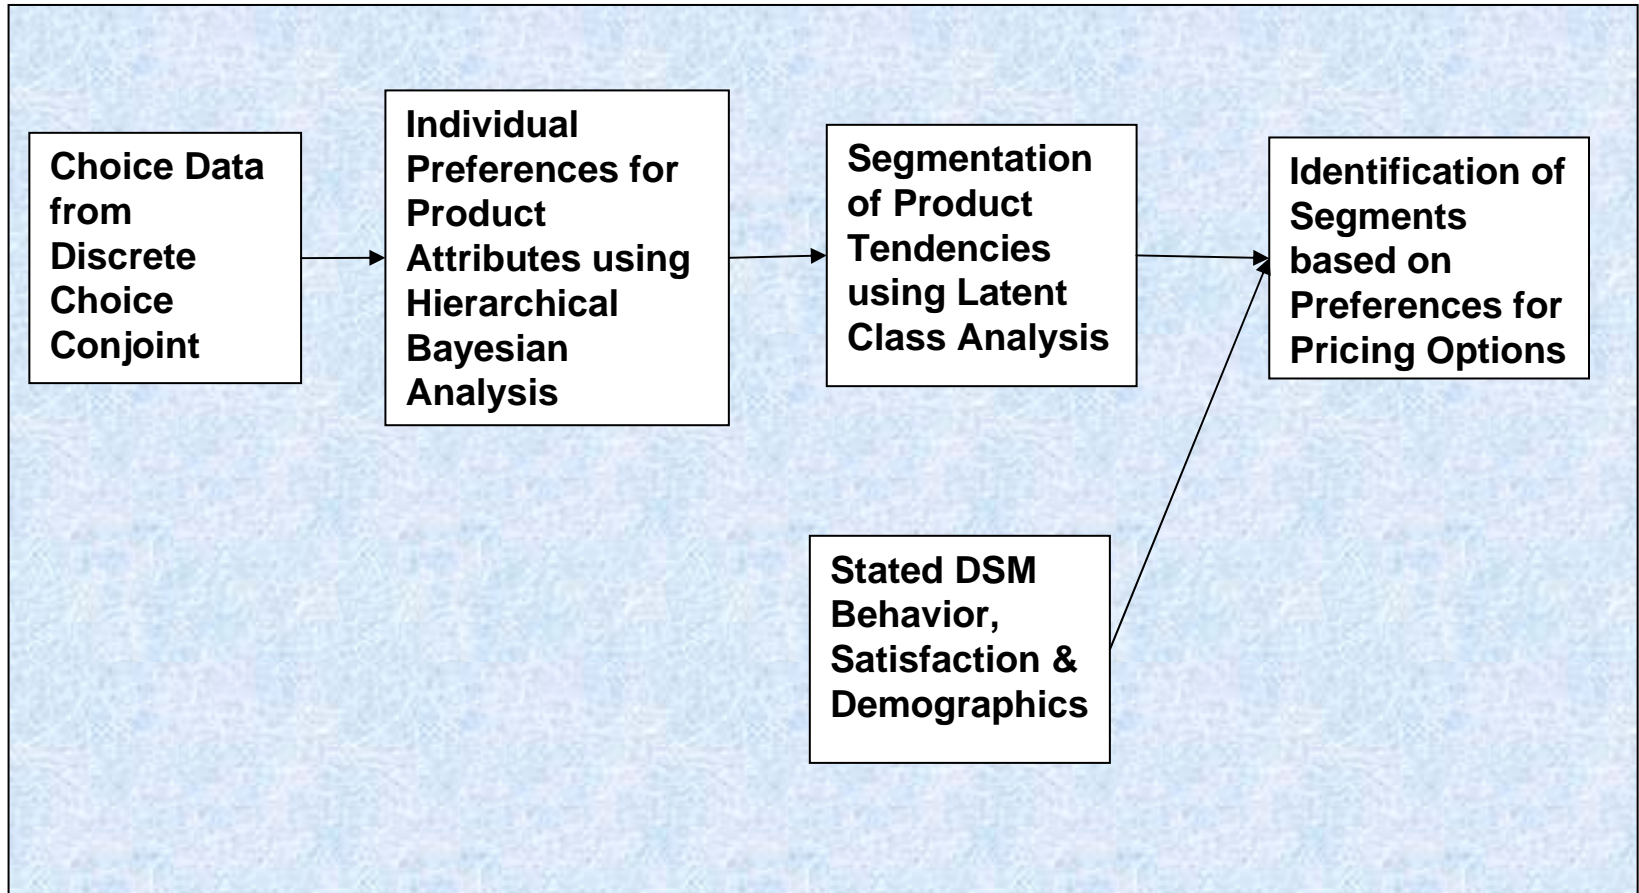 Choice Data
from
Discrete
Choice
Conjoint
Individual
Preferences for
Product
Attributes using
Hierarchical
Bayesian
Analysis
Segmentation
of Product
Tendencies
using Latent
Class Analysis
Identification of
Segments
based on
Preferences for
Pricing Options
Stated DSM
Behavior,
Satisfaction &
Demographics